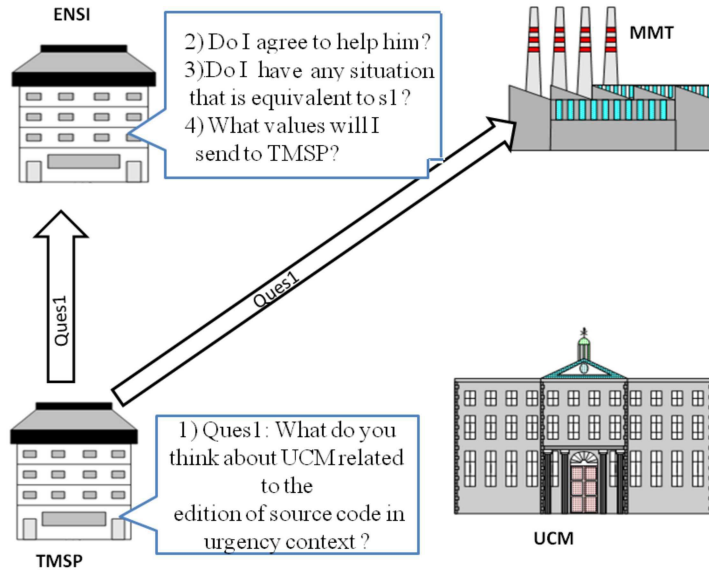 ENSI
2) Do I agree to help him?
3)Do I have any situation
that is equivalent to s1?
4) What values will I
send to TMSP?
MMT
Ques1
Ques1
1) Ques1: What do you
think about UCM related
to the
edition of source code in
urgency context ?
TMSP
UCM